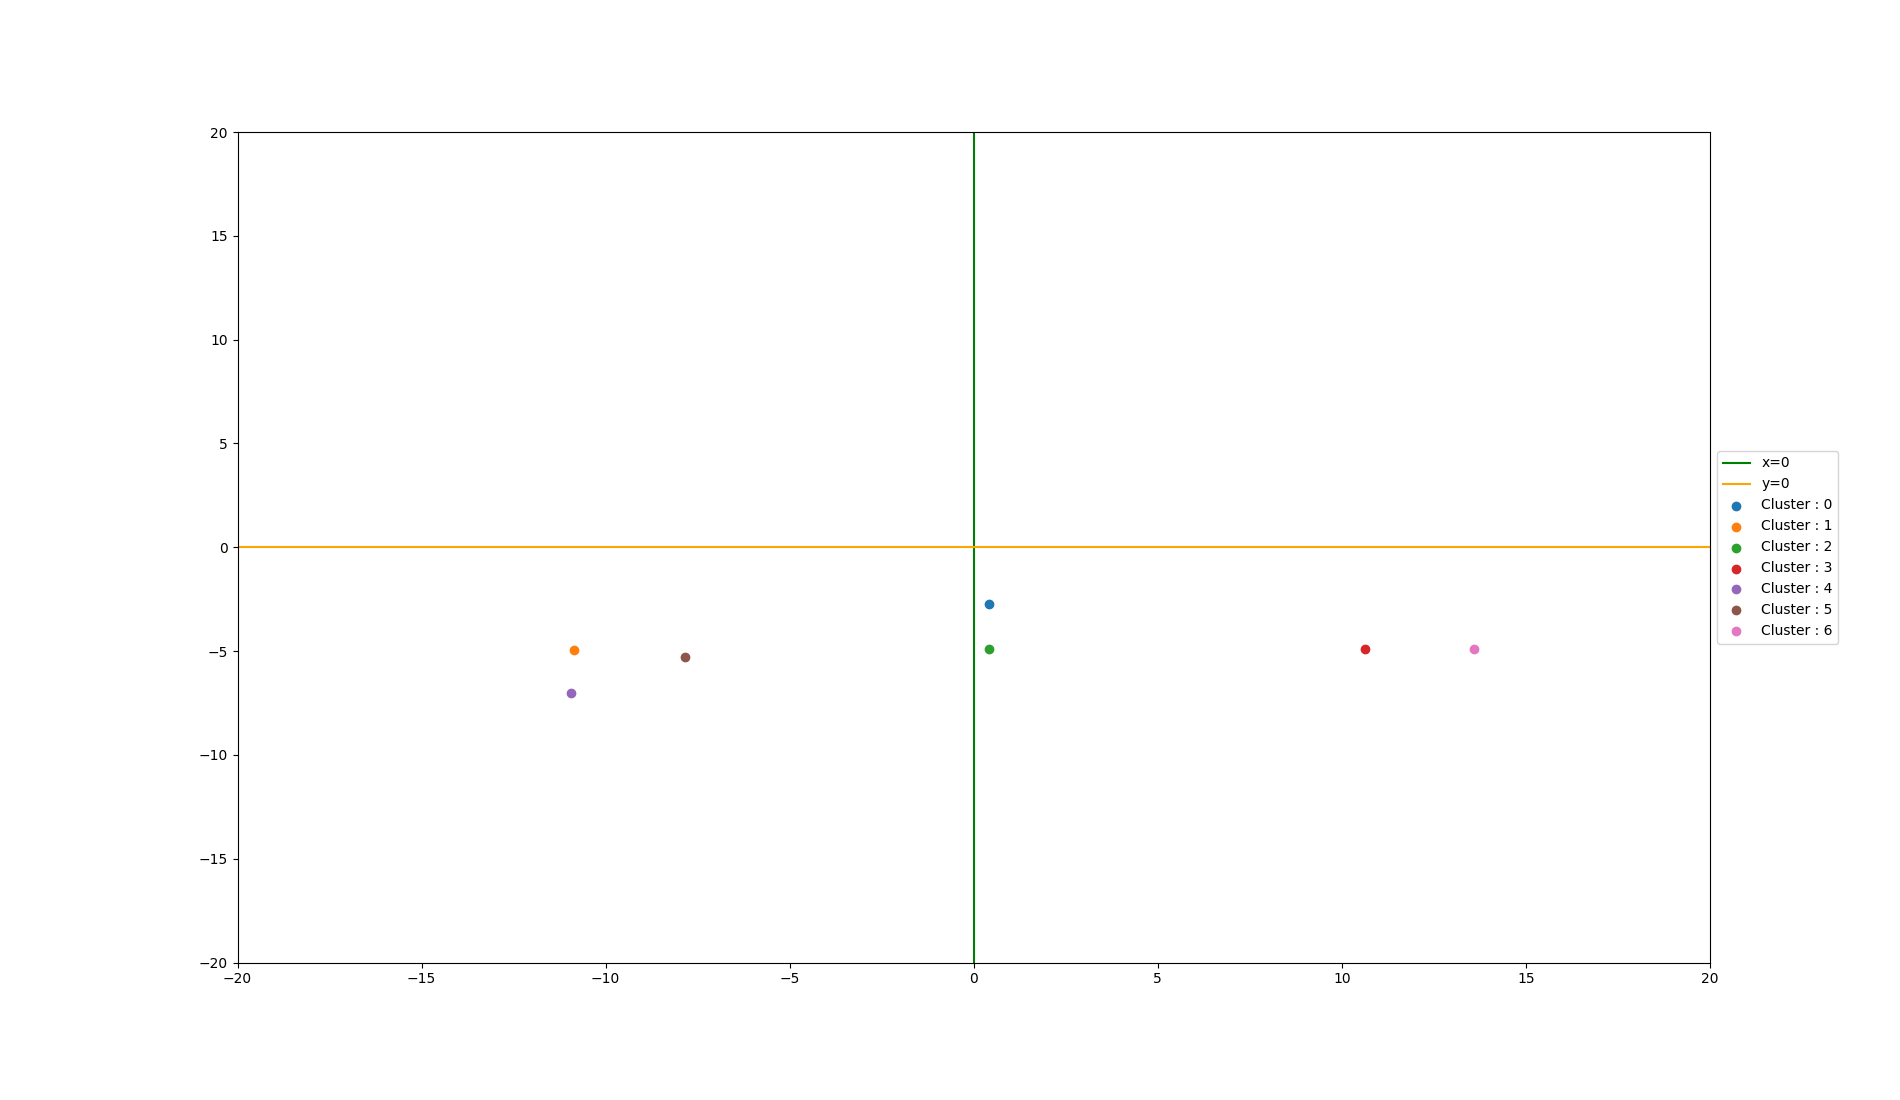 20
15
10
5
0
−5
−10
−15
−20
−20 −15 −10 −5 0 5 10 15 20
x=0
y=0
Cluster : 0
Cluster : 1
Cluster : 2
Cluster : 3
Cluster : 4
Cluster : 5
Cluster : 6